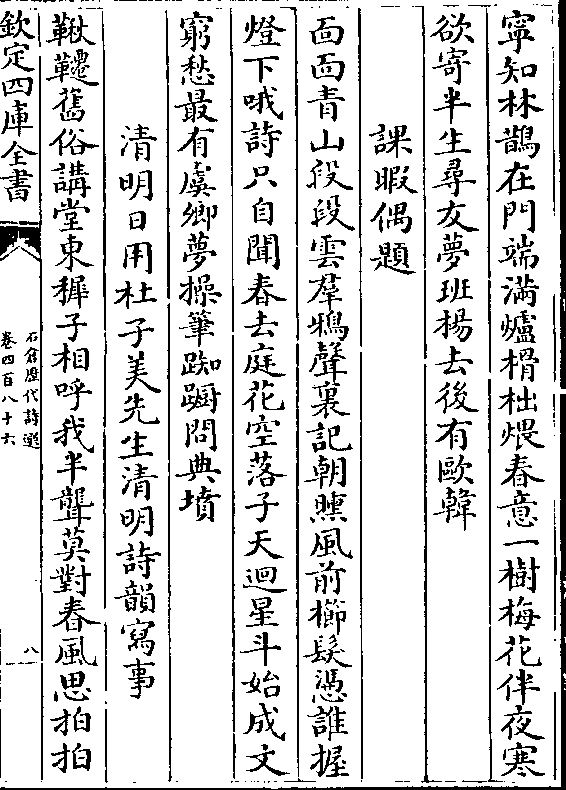 寧知林鵲在門端滿爐榾柮煨春意一樹梅花伴夜寒
欲寄半生尋友夢班楊去後有歐韓
課暇偶題
面面青山段段雲羣鴉聲裏記朝曛風前櫛髮憑誰握
燈下哦詩只自聞春去庭花空落子天迴星斗始成文
窮愁最有虞鄉夢操筆踟躕問典墳
清明日用杜子美先生清明詩韻寫事
鞦韆舊俗講堂東穉子相呼我半聾莫對春風思拍拍
欽定四庫全書
石倉歷代詩選
卷四百八十六
八